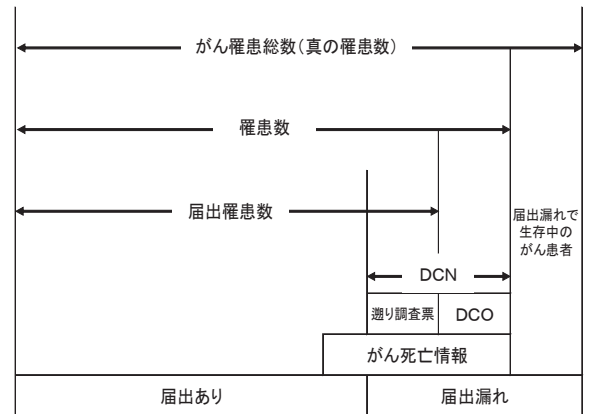 がん罹患総数(真の罹患数)
罹患数
届出罹患数
届出漏れで
生存中の
がん患者
DCN
遡り調査票
DCO
がん死亡情報
届出あり
届出漏れ